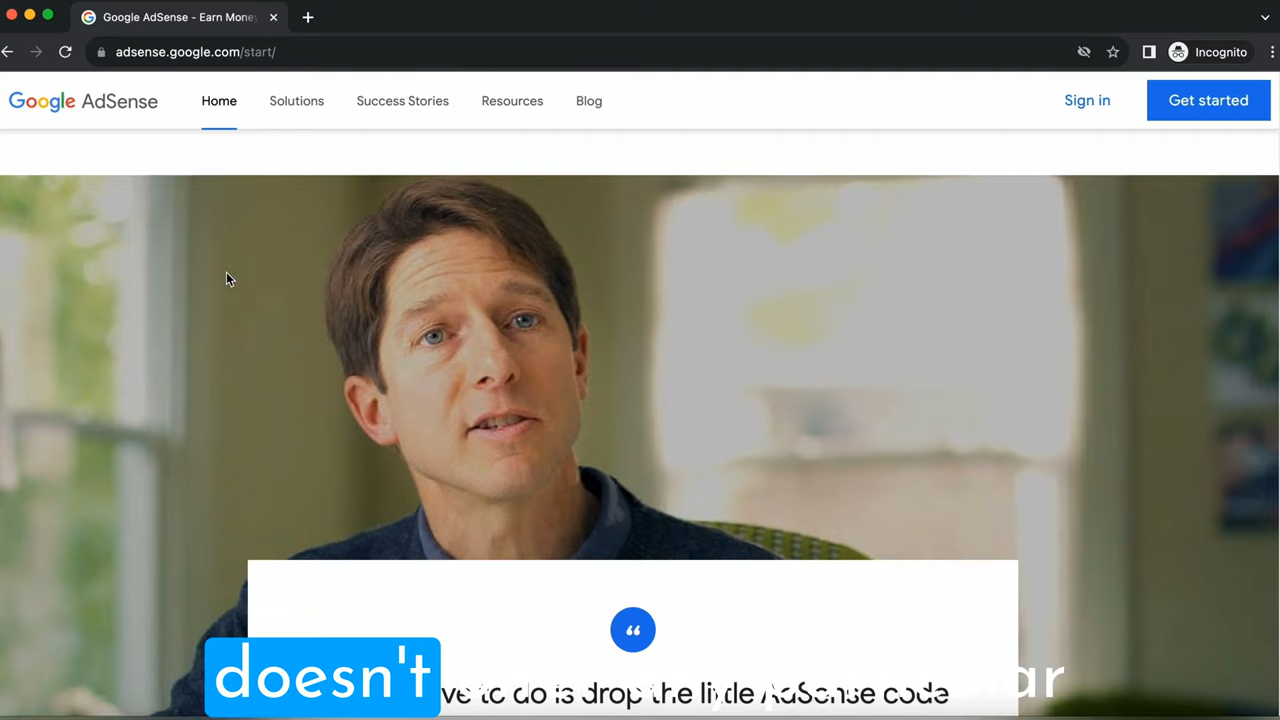 Google AdSense - Earn Money
adsense.google.com/start/
Incognito
Google AdSense Home Solutions Success Stories Resources Blog Sign in Get started
“
ve to do is drop the little AdSense code
doesn't